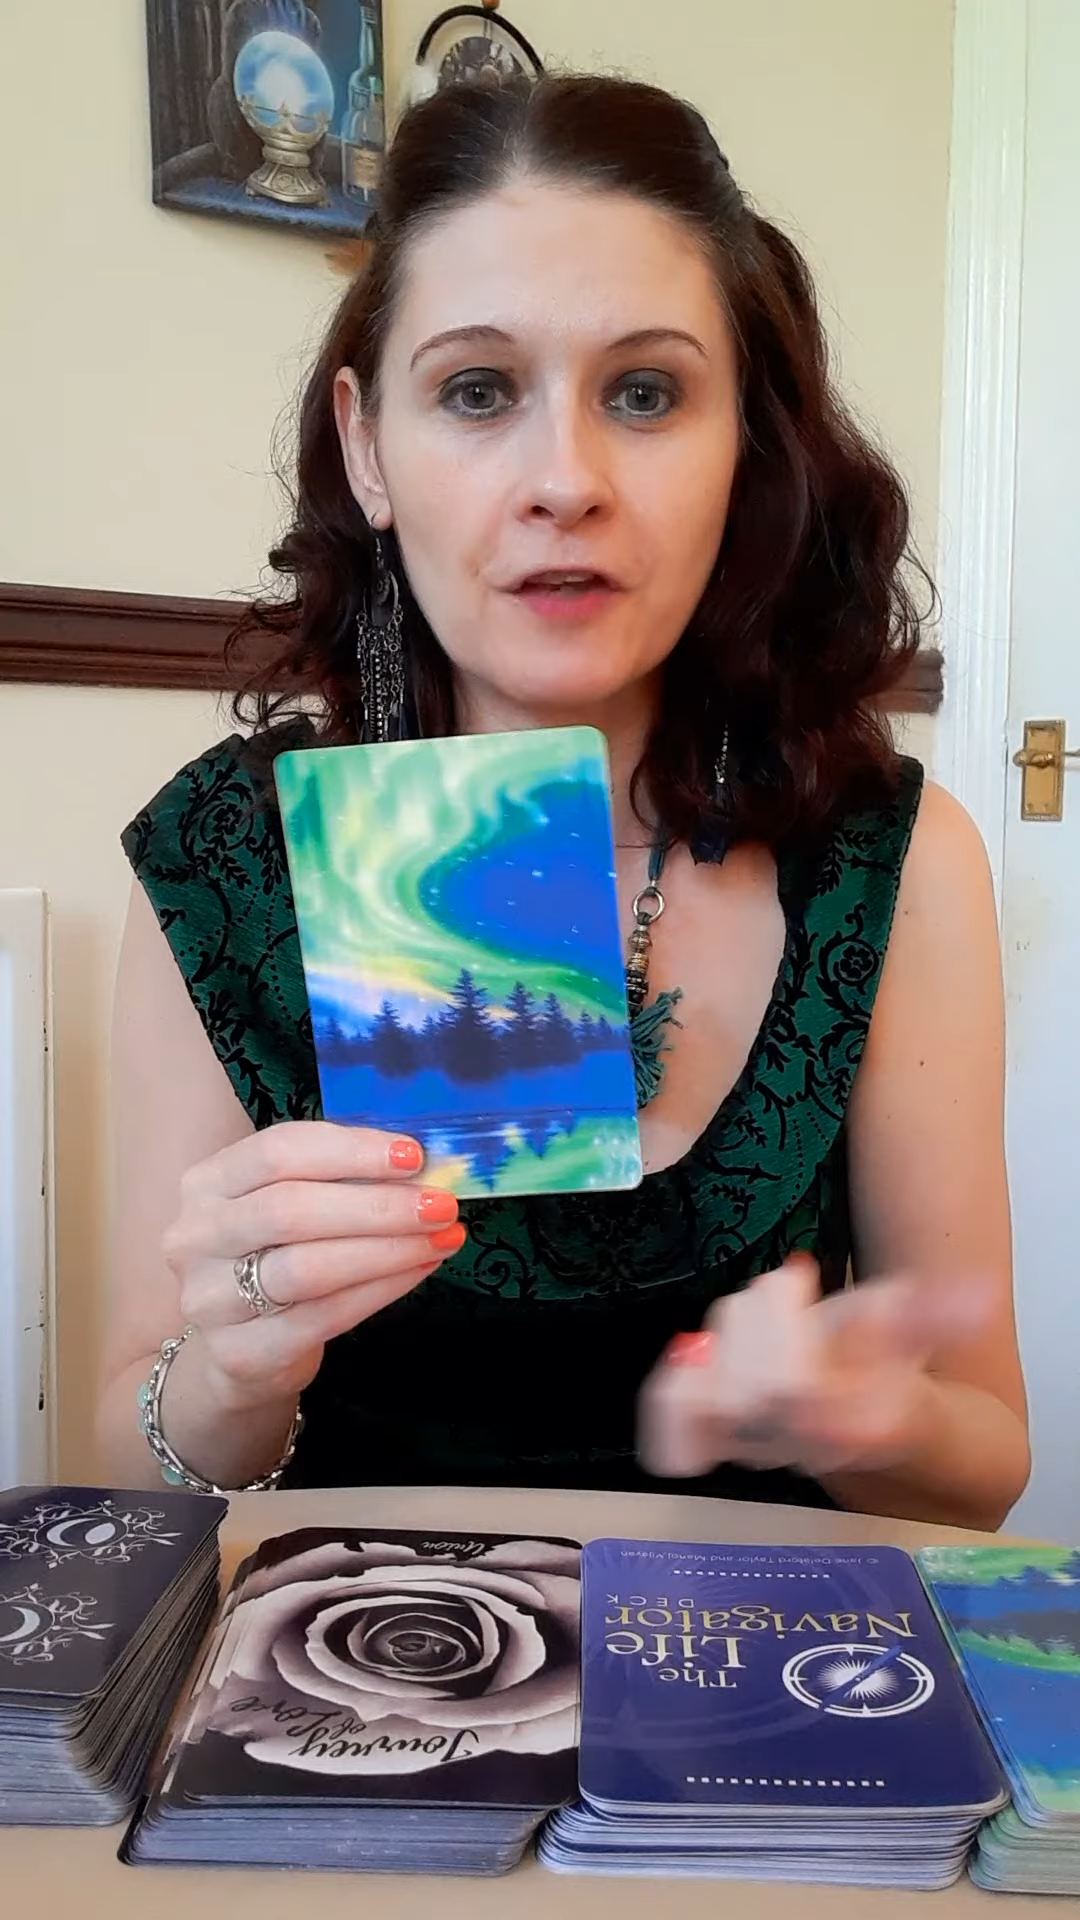 Union
Journey
of Love
© Jane Delaford Taylor and Manoj Vijayan
The
Life
Navigator
DECK